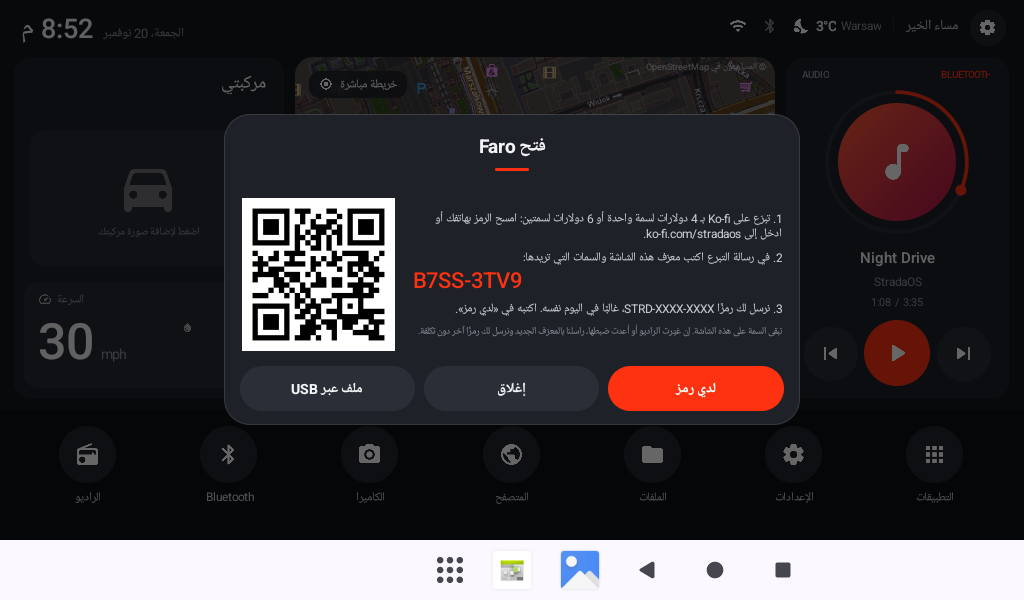 8:52 م
الجمعة، 20 نوفمبر
3°C
Warsaw
مساء الخير
مركبتي
خريطة مباشرة
OpenStreetMap
Widok
AUDIO
BLUETOOTH
اضغط لإضافة صورة مركبتك
السرعة
30 mph
فتح Faro
1. تبرّع على Ko-fi بـ 4 دولارات لسمة واحدة أو 6 دولارات لسمتين: امسح الرمز بهاتفك أو
ادخل إلى ko-fi.com/stradaos.
2. في رسالة التبرع اكتب معرّف هذه الشاشة والسمات التي تريدها:
B7SS-3TV9
3. نرسل لك رمزًا STRD-XXXX-XXXX، غالبًا في اليوم نفسه. اكتبه في «لدي رمز».
تبقى السمة على هذه الشاشة. إن غيرت الراديو أو أعدت ضبطها، راسلنا بالمعرف الجديد ونرسل لك رمزًا آخر دون تكلفة.
لدي رمز
إغلاق
ملف عبر USB
Night Drive
StradaOS
1:08 / 3:35
الراديو
Bluetooth
الكاميرا
المتصفح
الملفات
الإعدادات
التطبيقات